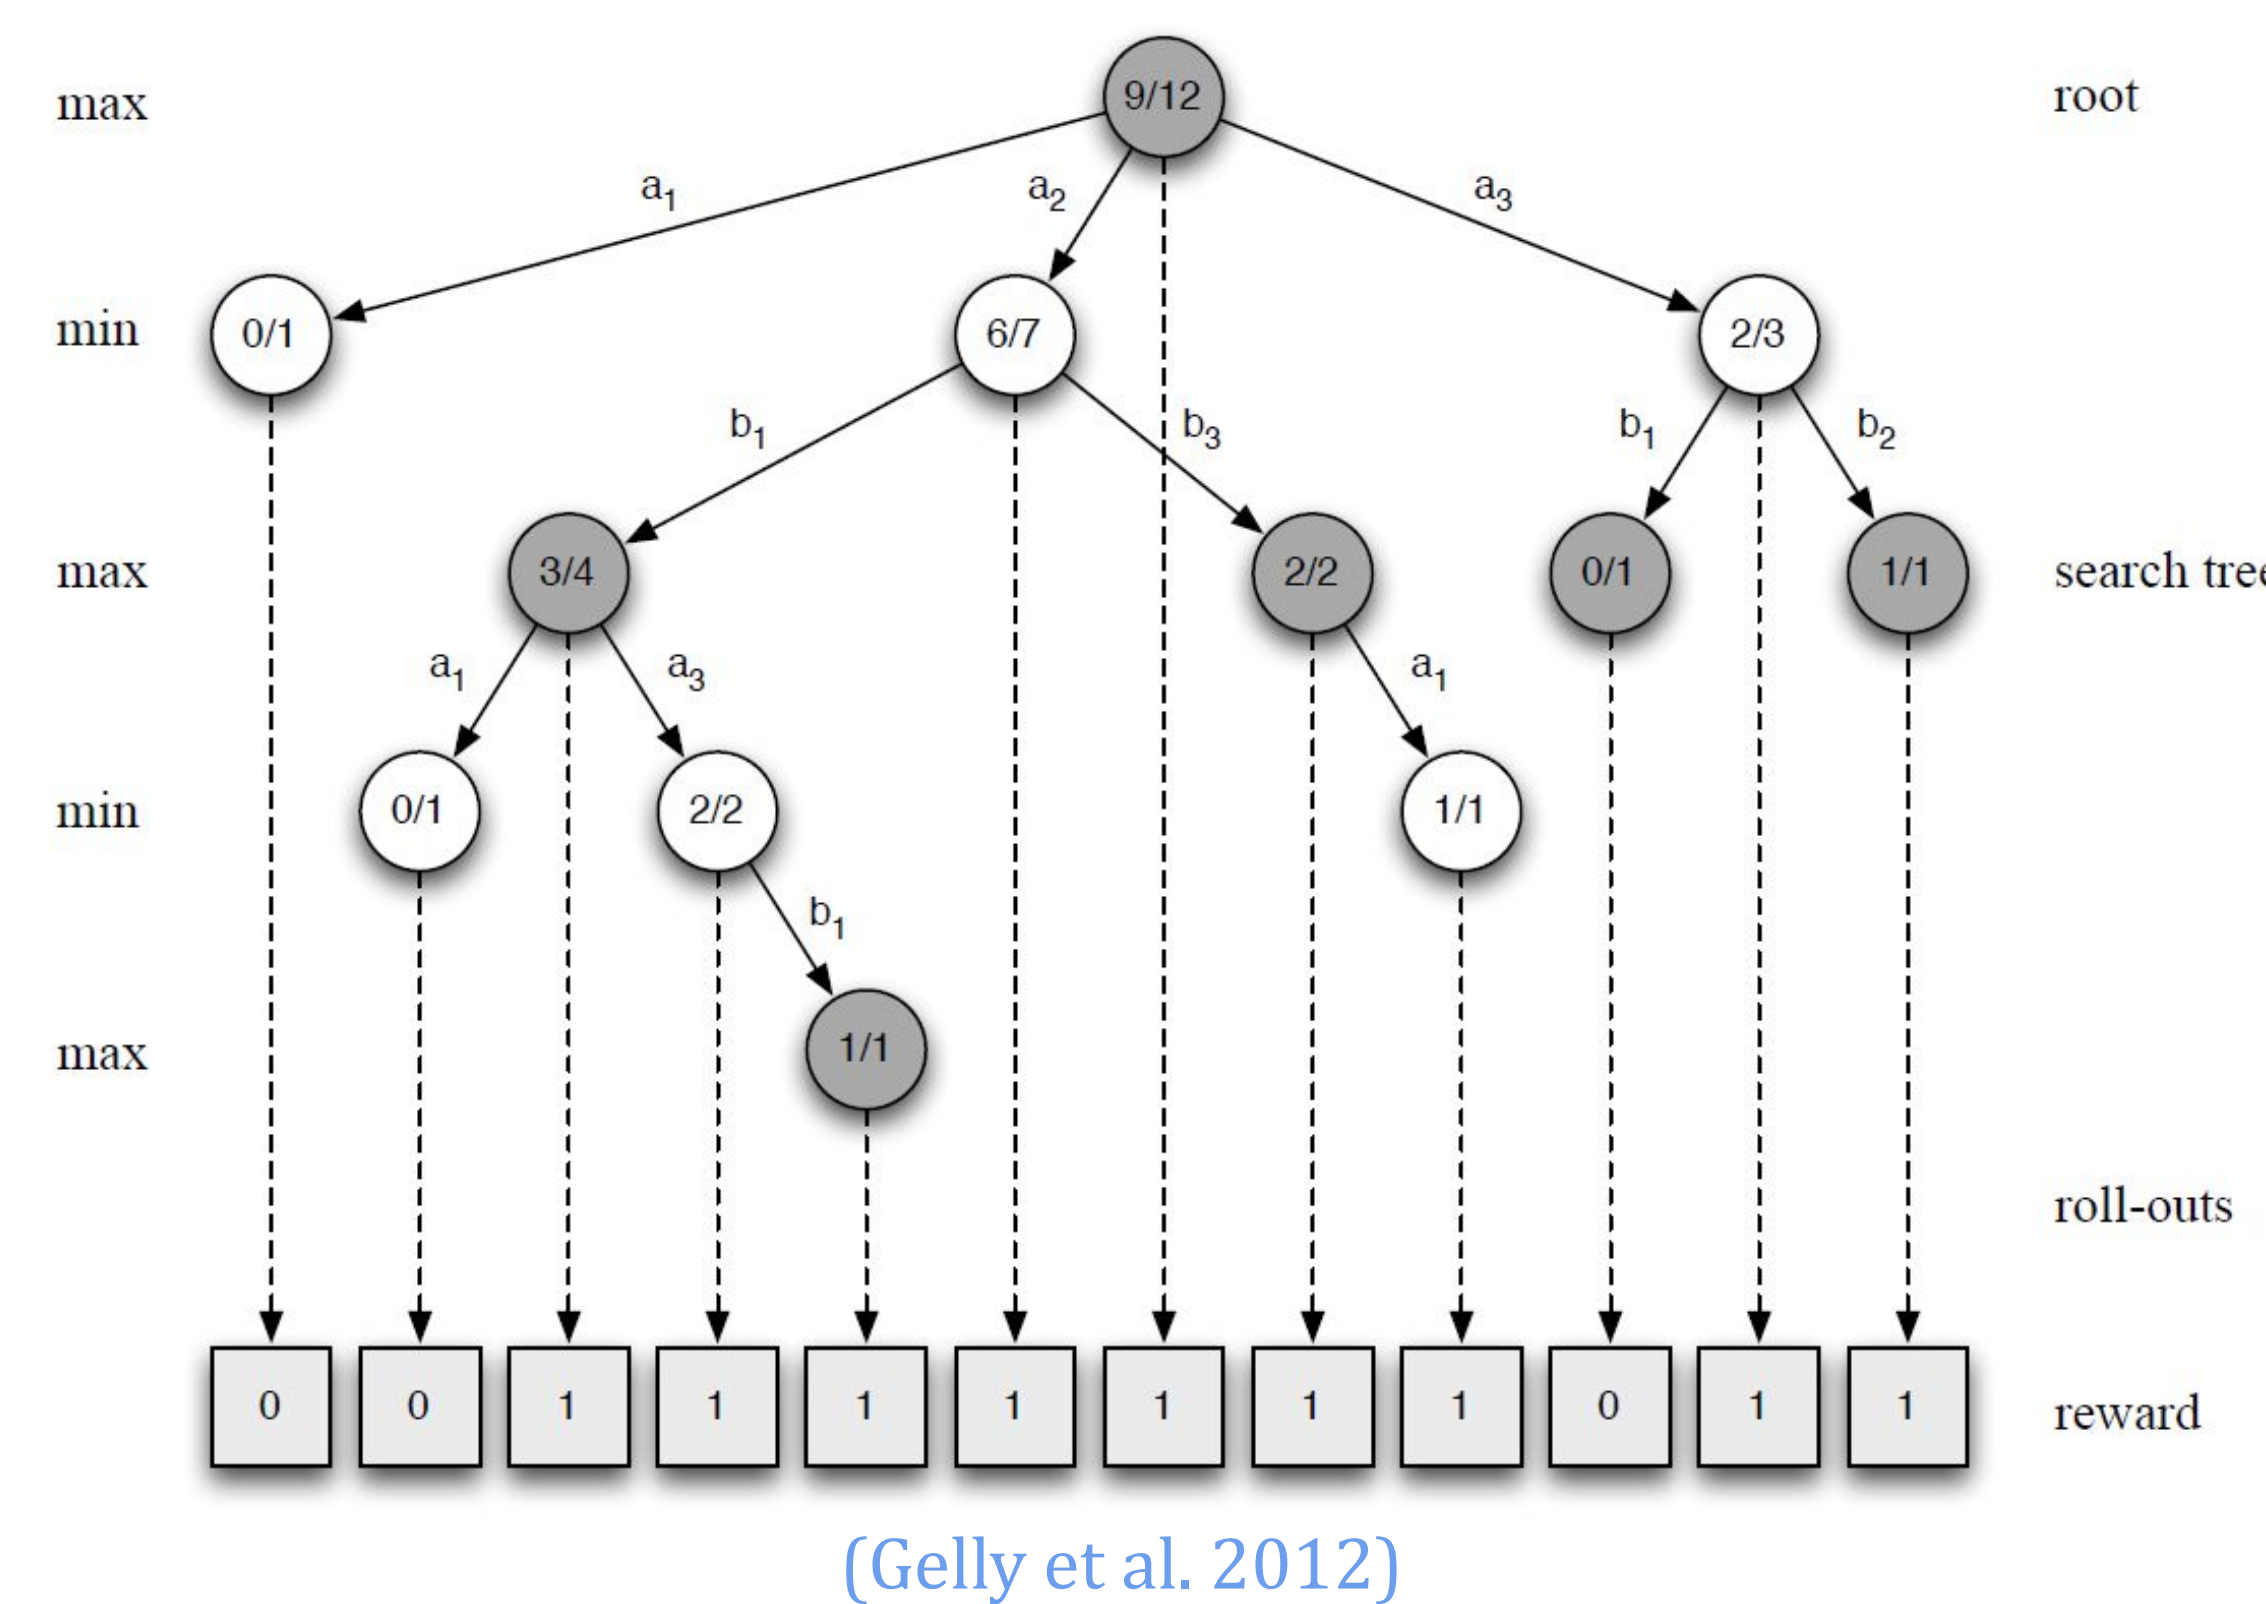 max 9/12 root
a1 a2 a3
min 0/1 6/7 2/3
b1 b3 b1 b2
max 3/4 2/2 0/1 1/1 search tree
a1 a3 a1
min 0/1 2/2 1/1
b1
max 1/1
roll-outs
0 0 1 1 1 1 1 1 1 0 1 1 reward
(Gelly et al. 2012)